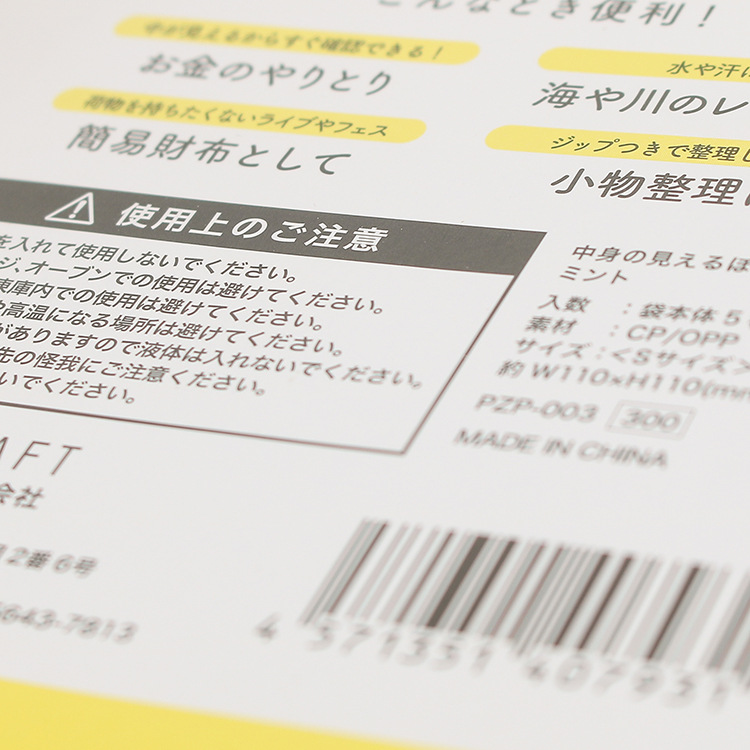 こんなとき便利！
中が見えるからすぐ確認できる！
お金のやりとり
荷物を持ちたくないライブやフェス
簡易財布として
水や汗に
海や川のレ
ジップつきで整理し
小物整理に
使用上のご注意
を入れて使用しないでください。
ジ、オーブンでの使用は避けてください。
凍庫内での使用は避けてください。
や高温になる場所は避けてください。
がありますので液体は入れないでください。
先の怪我にご注意ください。
いでください。
中身の見えるぽ
ミント
入数 ：袋本体５
素材 ：CP/OPP
サイズ：<Sサイズ>
約W110×H110(mm
PZP-003 300
MADE IN CHINA
AFT
会社
2番6号
643-7813
4 571351 407931